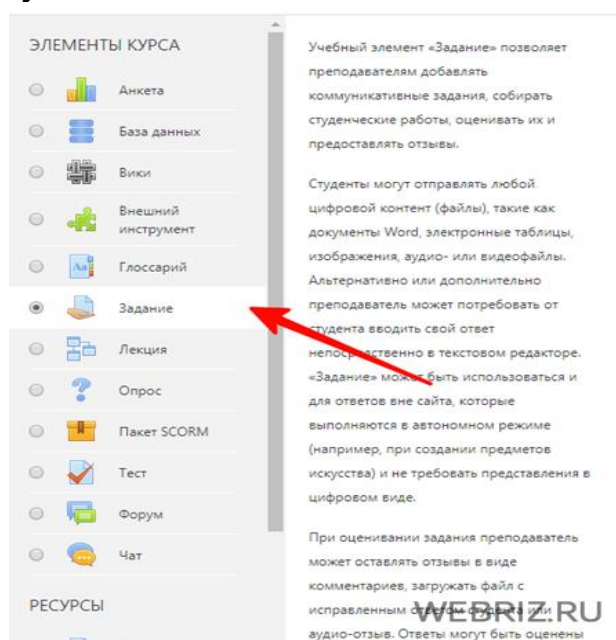 ЭЛЕМЕНТЫ КУРСА
Анкета
База данных
Вики
Внешний
инструмент
Глоссарий
Задание
Лекция
Опрос
Пакет SCORM
Тест
Форум
Чат
РЕСУРСЫ
Учебный элемент «Задание» позволяет
преподавателям добавлять
коммуникативные задания, собирать
студенческие работы, оценивать их и
предоставлять отзывы.
Студенты могут отправлять любой
цифровой контент (файлы), такие как
документы Word, электронные таблицы,
изображения, аудио- или видеофайлы.
Альтернативно или дополнительно
преподаватель может потребовать от
студента вводить свой ответ
непосредственно в текстовом редакторе.
«Задание» может быть использоваться и
для ответов вне сайта, которые
выполняются в автономном режиме
(например, при создании предметов
искусства) и не требовать представления в
цифровом виде.
При оценивании задания преподаватель
может оставлять отзывы в виде
комментариев, загружать файл с
исправленным ответом студента или
аудио-отзыв. Ответы могут быть оценены
WEBRIZ.RU